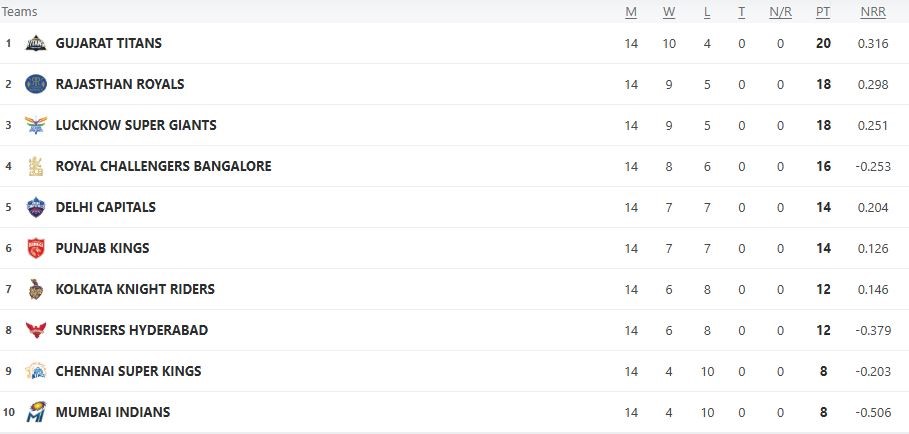 Teams M W L T N/R PT NRR
1 GUJARAT TITANS 14 10 4 0 0 20 0.316
2 RAJASTHAN ROYALS 14 9 5 0 0 18 0.298
3 LUCKNOW SUPER GIANTS 14 9 5 0 0 18 0.251
4 ROYAL CHALLENGERS BANGALORE 14 8 6 0 0 16 -0.253
5 DELHI CAPITALS 14 7 7 0 0 14 0.204
6 PUNJAB KINGS 14 7 7 0 0 14 0.126
7 KOLKATA KNIGHT RIDERS 14 6 8 0 0 12 0.146
8 SUNRISERS HYDERABAD 14 6 8 0 0 12 -0.379
9 CHENNAI SUPER KINGS 14 4 10 0 0 8 -0.203
10 MUMBAI INDIANS 14 4 10 0 0 8 -0.506